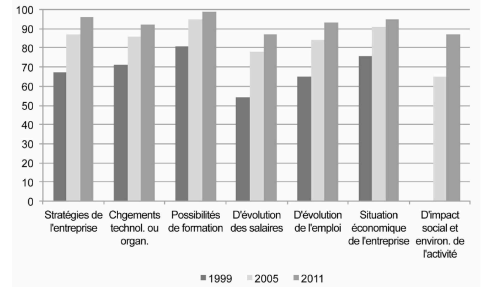 100
90
80
70
60
50
40
30
20
10
0
Stratégies de l'entreprise
Chgements technol. ou organ.
Possibilités de formation
D'évolution des salaires
D'évolution de l'emploi
Situation économique de l'entreprise
D'impact social et environ. de l'activité
1999 2005 2011